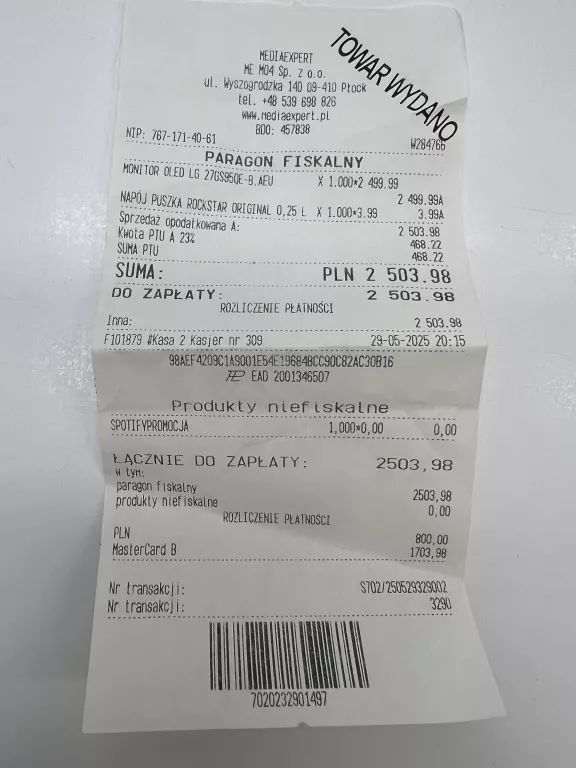 TOWAR WYDANO
MEDIAEXPERT
ME M04 Sp. Z o.o.
ul. Wyszogrodzka 140 09-410 Płock
tel. +48 539 698 826
www.mediaexpert.pl
BDO: 457838
NIP: 767-171-40-61 W284766
PARAGON FISKALNY
MONITOR OLED LG 27GS95QE-B.AEU X 1.000*2 499.99
2 499.99A
NAPÓJ PUSZKA ROCKSTAR ORIGINAL 0,25 L X 1.000*3.99 3.99A
Sprzedaż opodatkowana A: 2 503.98
Kwota PTU A 23% 468.22
SUMA PTU 468.22
SUMA: PLN 2 503.98
DO ZAPŁATY: 2 503.98
ROZLICZENIE PŁATNOŚCI
Inna: 2 503.98
F101879 #Kasa 2 Kasjer nr 309 29-05-2025 20:15
98AEF4209C1A9001E54E19684BCC90C82AC30B16
EAD 2001346507
Produkty niefiskalne
SPOTIFYPROMOCJA 1,000*0,00 0,00
ŁĄCZNIE DO ZAPŁATY: 2503,98
w tym:
paragon fiskalny 2503,98
produkty niefiskalne 0,00
ROZLICZENIE PŁATNOŚCI
PLN 800,00
MasterCard B 1703,98
Nr transakcji: S702/250529329002
Nr transakcji: 3290
7020232901497